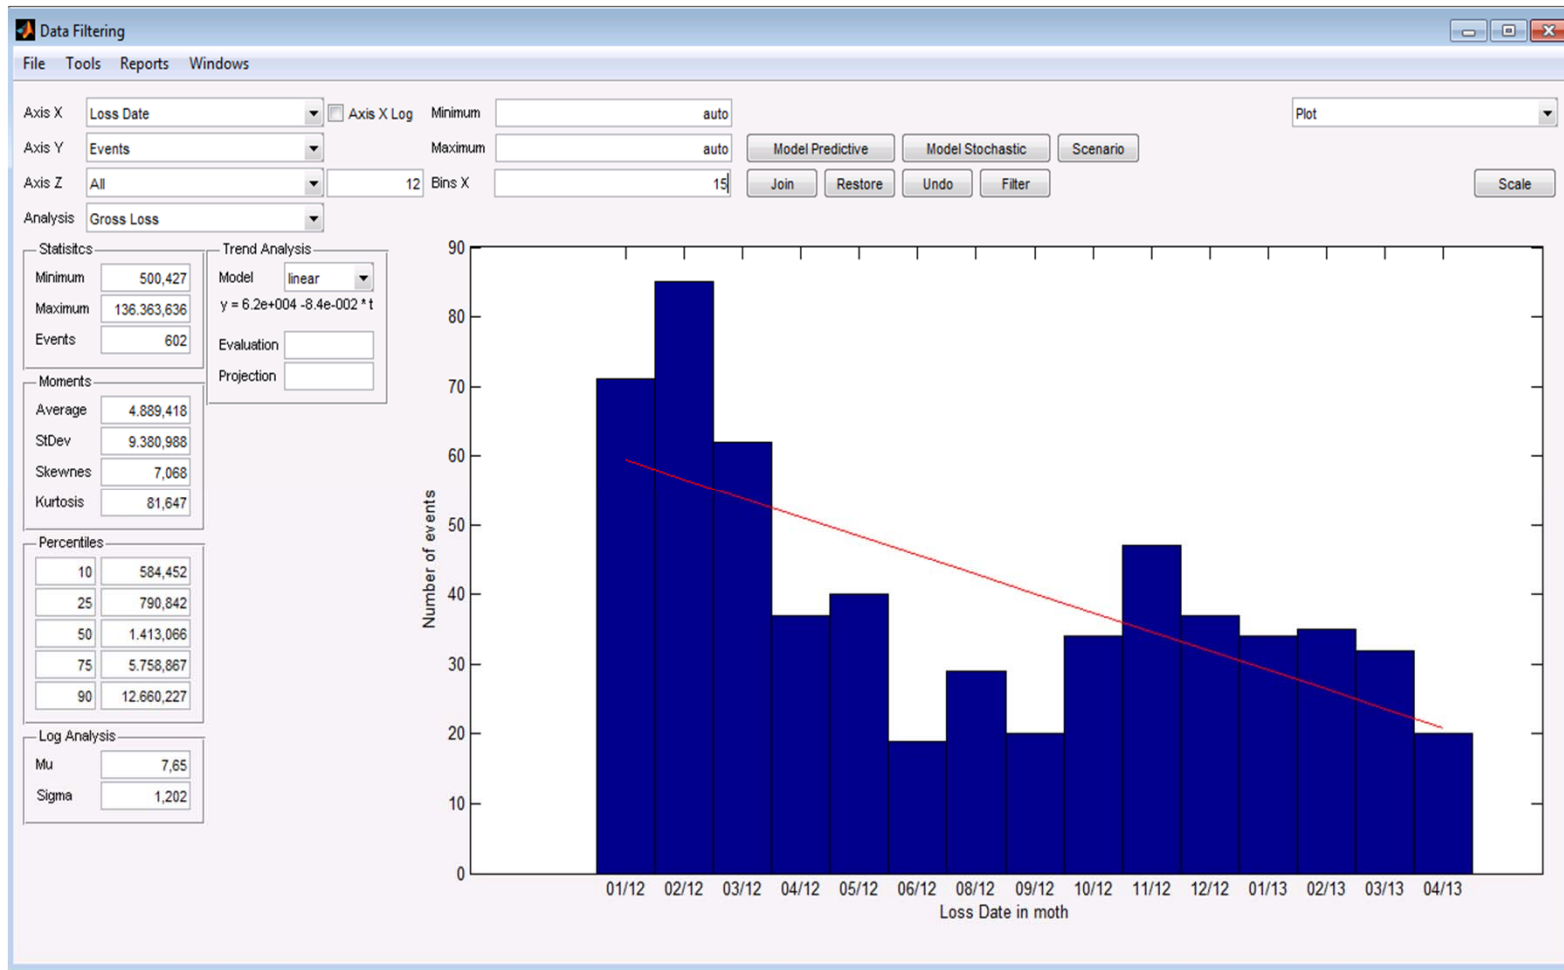 Data Filtering
File Tools Reports Windows
Axis X Loss Date Axis X Log Minimum auto Plot
Axis Y Events Maximum auto Model Predictive Model Stochastic Scenario
Axis Z All 12 Bins X 15 Join Restore Undo Filter Scale
Analysis Gross Loss
Statisitcs
Minimum 500,427
Maximum 136.363,636
Events 602
Trend Analysis
Model linear
y = 6.2e+004 -8.4e-002 * t
Evaluation
Projection
Moments
Average 4.889,418
StDev 9.380,988
Skewnes 7,068
Kurtosis 81,647
Percentiles
10 584,452
25 790,842
50 1.413,066
75 5.758,867
90 12.660,227
Log Analysis
Mu 7,65
Sigma 1,202
Number of events
90
80
70
60
50
40
30
20
10
0
01/12 02/12 03/12 04/12 05/12 06/12 08/12 09/12 10/12 11/12 12/12 01/13 02/13 03/13 04/13
Loss Date in moth